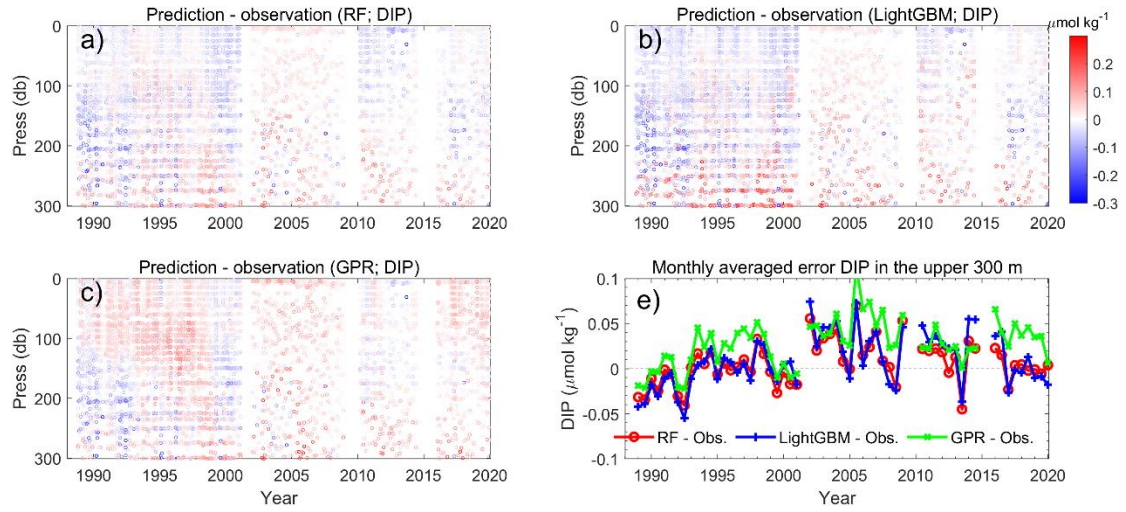 Prediction - observation (RF; DIP)
a)
0
100
200
300
Press (db)
1990 1995 2000 2005 2010 2015 2020
Prediction - observation (LightGBM; DIP)
b)
0
100
200
300
Press (db)
1990 1995 2000 2005 2010 2015 2020
μmol kg⁻¹
0.2
0.1
0
-0.1
-0.2
-0.3
Prediction - observation (GPR; DIP)
c)
0
100
200
300
Press (db)
1990 1995 2000 2005 2010 2015 2020
Year
Monthly averaged error DIP in the upper 300 m
e)
0.1
0.05
0
-0.05
-0.1
DIP (μmol kg⁻¹)
RF - Obs. LightGBM - Obs. GPR - Obs.
1990 1995 2000 2005 2010 2015 2020
Year